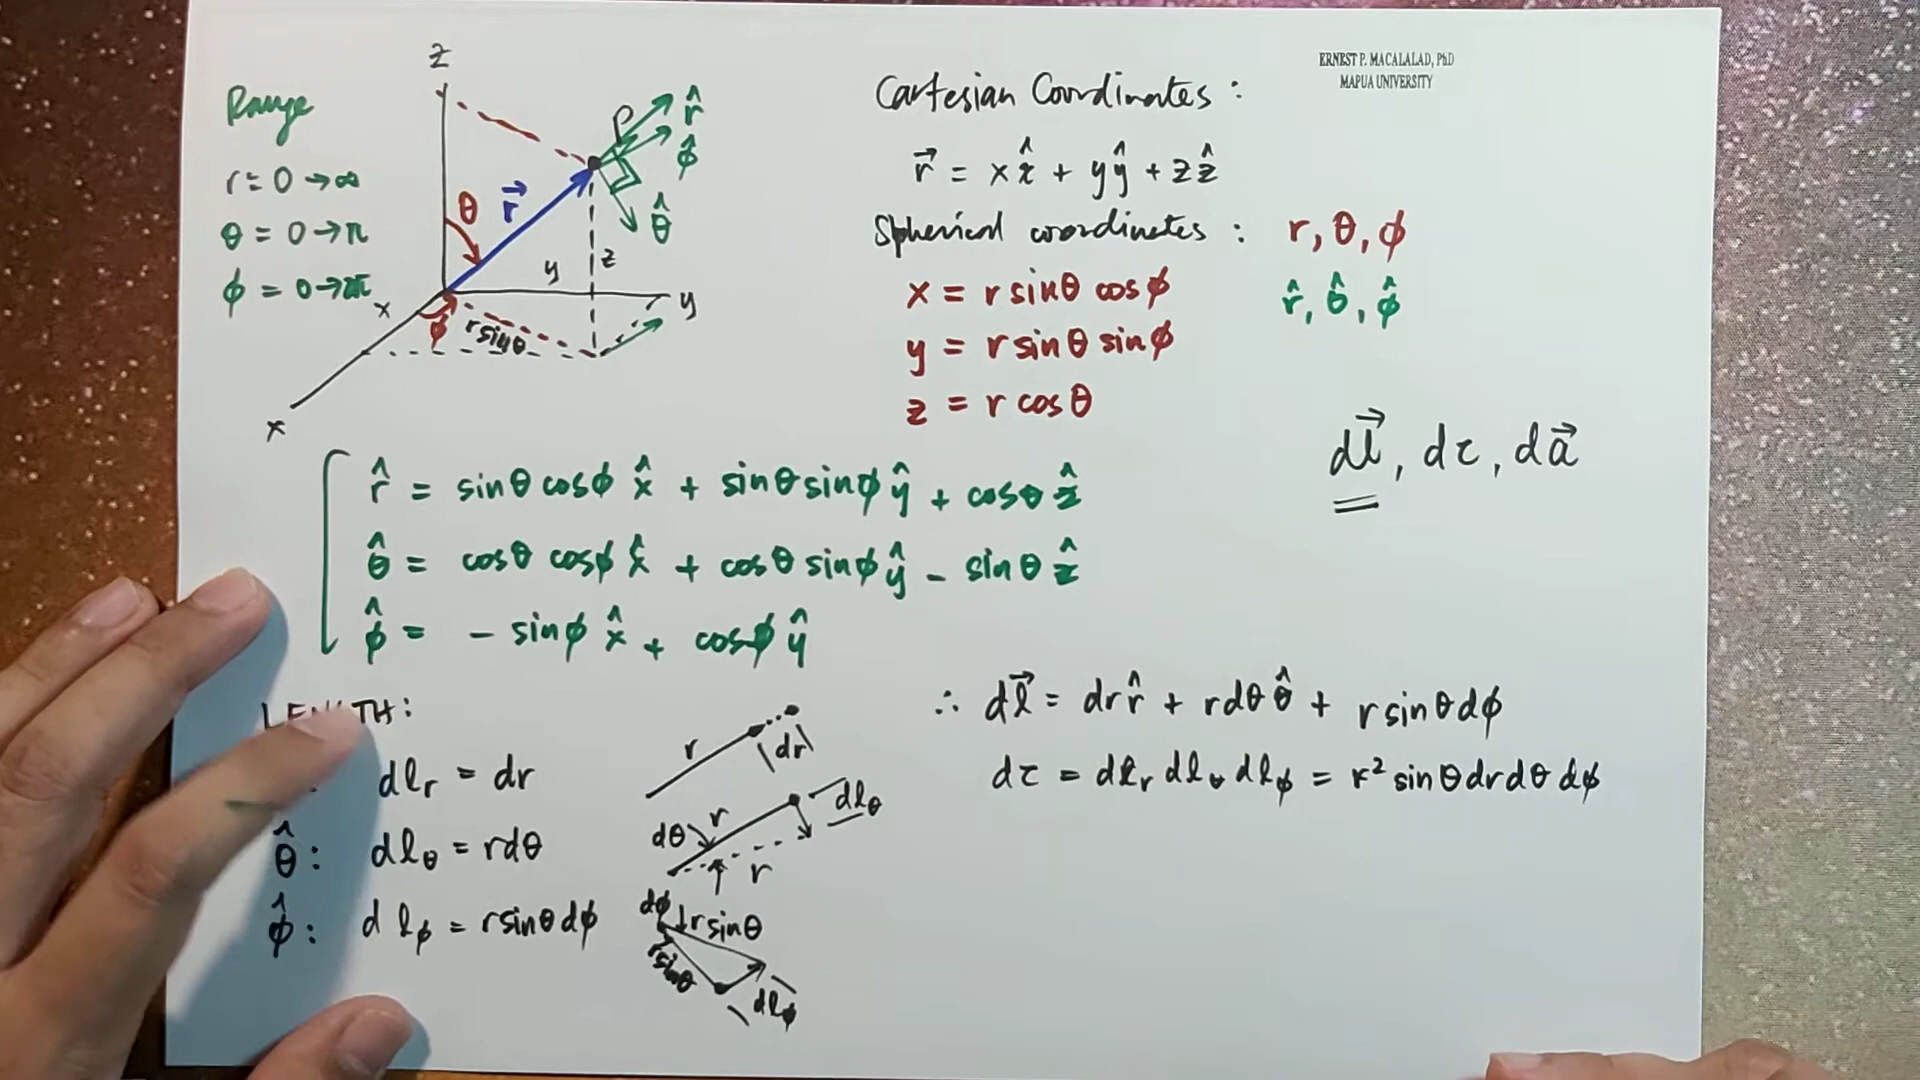 ERNEST P. MACALALAD, PhD
MAPUA UNIVERSITY
Range
r = 0 → ∞
θ = 0 → π
ϕ = 0 → 2π
z
θ
r⃗
P
r̂
ϕ̂
θ̂
z
y
y
x
ϕ
r sinθ
x
Cartesian Coordinates :
r⃗ = x x̂ + y ŷ + z ẑ
Spherical coordinates : r, θ, ϕ
r̂, θ̂, ϕ̂
x = r sinθ cosϕ
y = r sinθ sinϕ
z = r cosθ
dl⃗, dτ, da⃗
r̂ = sinθ cosϕ x̂ + sinθ sinϕ ŷ + cosθ ẑ
θ̂ = cosθ cosϕ x̂ + cosθ sinϕ ŷ - sinθ ẑ
ϕ̂ = - sinϕ x̂ + cosϕ ŷ
dl_r = dr
θ̂ : dl_θ = rdθ
ϕ̂ : dl_ϕ = r sinθ dϕ
r
dr
dθ
r
dl_θ
r
dϕ
r sinθ
r sinθ
dl_ϕ
∴ dl⃗ = dr r̂ + rdθ θ̂ + r sinθ dϕ
dτ = dl_r dl_θ dl_ϕ = r² sinθ dr dθ dϕ